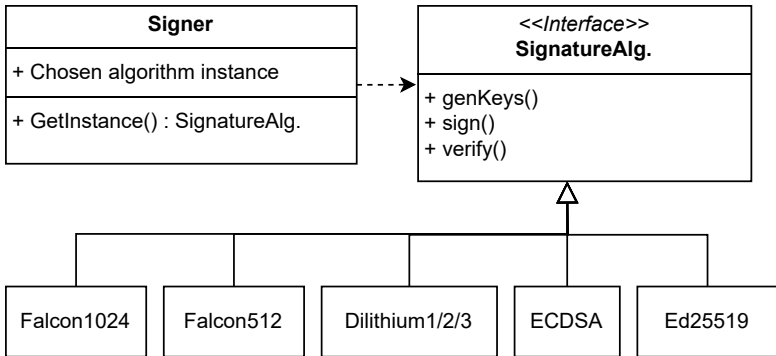 Signer
+ Chosen algorithm instance
+ GetInstance() : SignatureAlg.
<<Interface>>
SignatureAlg.
+ genKeys()
+ sign()
+ verify()
Falcon1024
Falcon512
Dilithium1/2/3
ECDSA
Ed25519